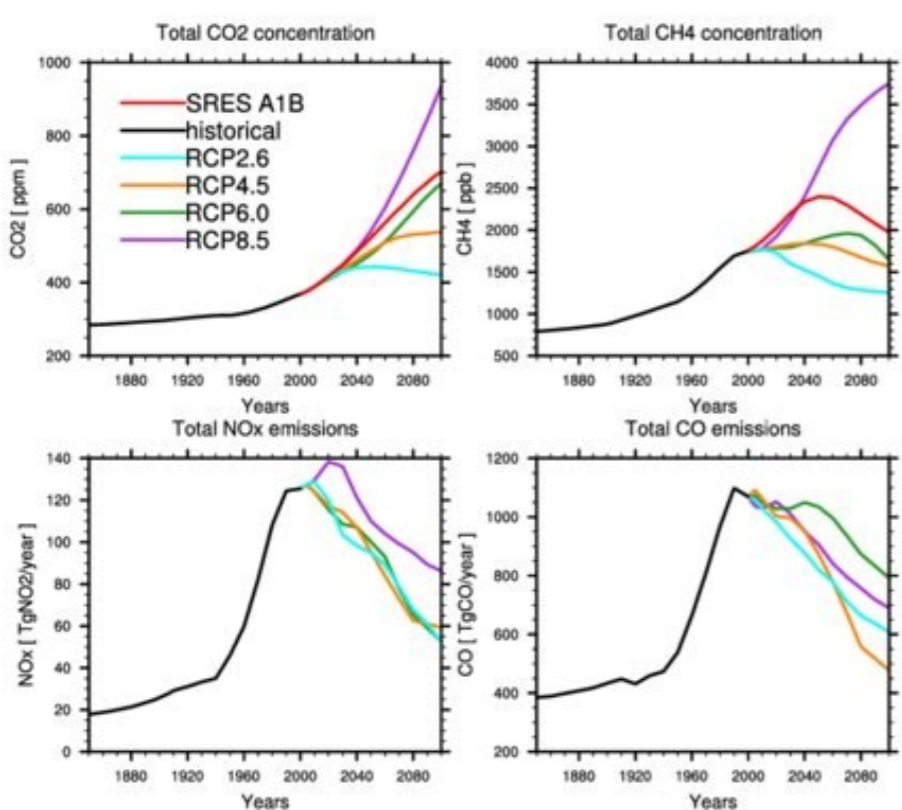 Total CO2 concentration
CO2 [ ppm ]
1000
800
600
400
200
SRES A1B
historical
RCP2.6
RCP4.5
RCP6.0
RCP8.5
1880 1920 1960 2000 2040 2080
Years
Total CH4 concentration
CH4 [ ppb ]
4000
3500
3000
2500
2000
1500
1000
500
1880 1920 1960 2000 2040 2080
Years
Total NOx emissions
NOx [ TgNO2/year ]
140
120
100
80
60
40
20
0
1880 1920 1960 2000 2040 2080
Years
Total CO emissions
CO [ TgCO/year ]
1200
1000
800
600
400
200
1880 1920 1960 2000 2040 2080
Years